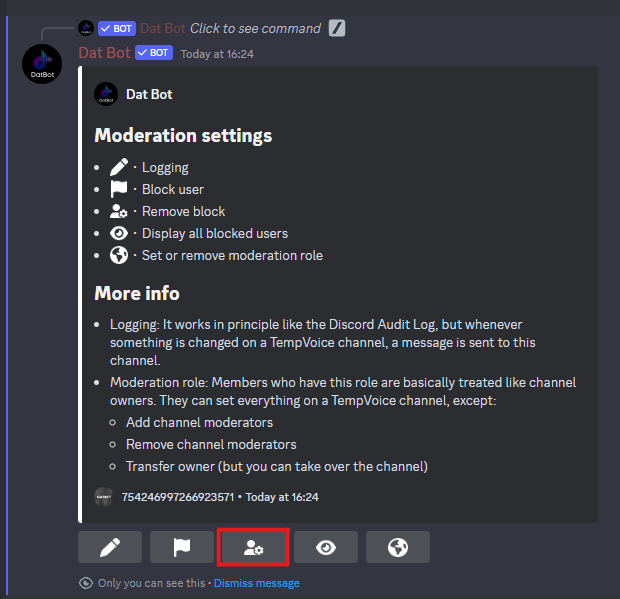 Dat Bot
✓ BOT Dat Bot Click to see command
DatBot
Dat Bot ✓ BOT Today at 16:24
Dat Bot
Moderation settings
• · Logging
• · Block user
• · Remove block
• · Display all blocked users
• · Set or remove moderation role
More info
• Logging: It works in principle like the Discord Audit Log, but whenever
something is changed on a TempVoice channel, a message is sent to this
channel.
• Moderation role: Members who have this role are basically treated like channel
owners. They can set everything on a TempVoice channel, except:
○ Add channel moderators
○ Remove channel moderators
○ Transfer owner (but you can take over the channel)
754246997266923571 • Today at 16:24
Only you can see this • Dismiss message